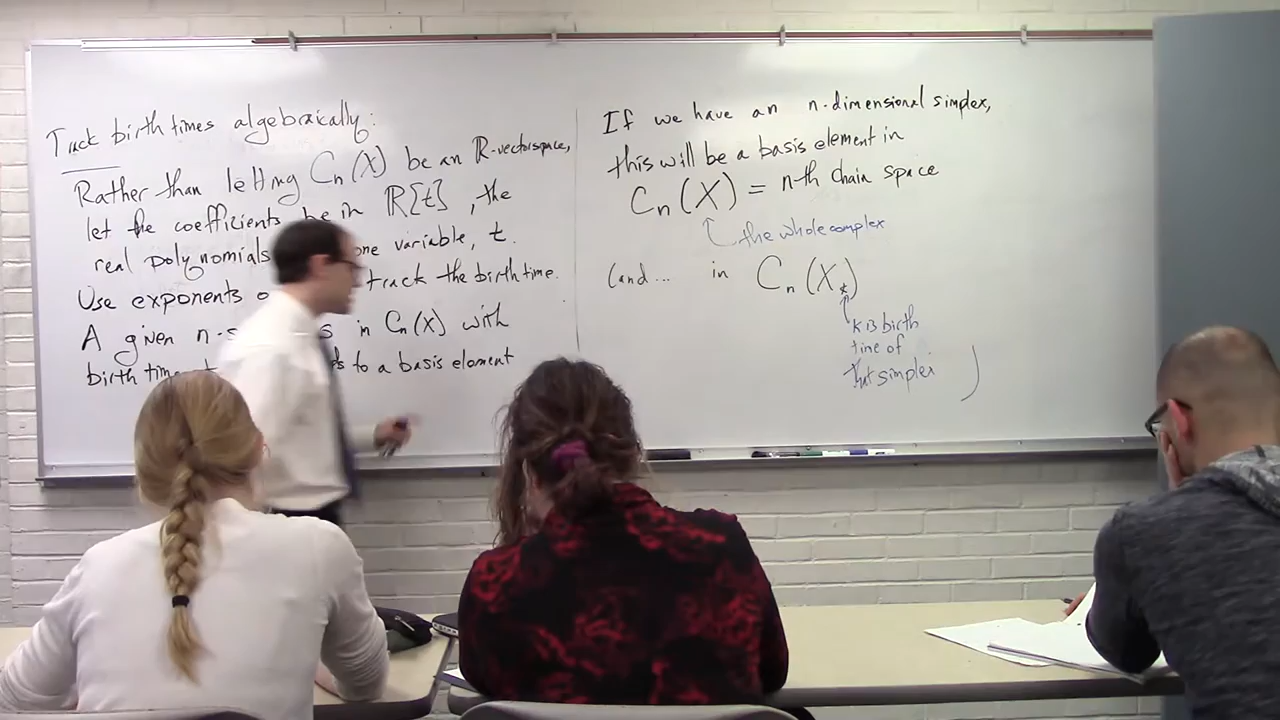 Track birth times algebraically:
Rather than letting Cn(X) be an ℝ-vectorspace,
let the coefficients be in ℝ[t], the
real polynomials one variable, t.
Use exponents track the birth time.
A given in Cn(X) with
birth time to a basis element
If we have an n-dimensional simplex,
this will be a basis element in
Cn(X) = n-th chain space
the whole complex
(and... in Cn(X*)
K is birth
time of
that simplex )